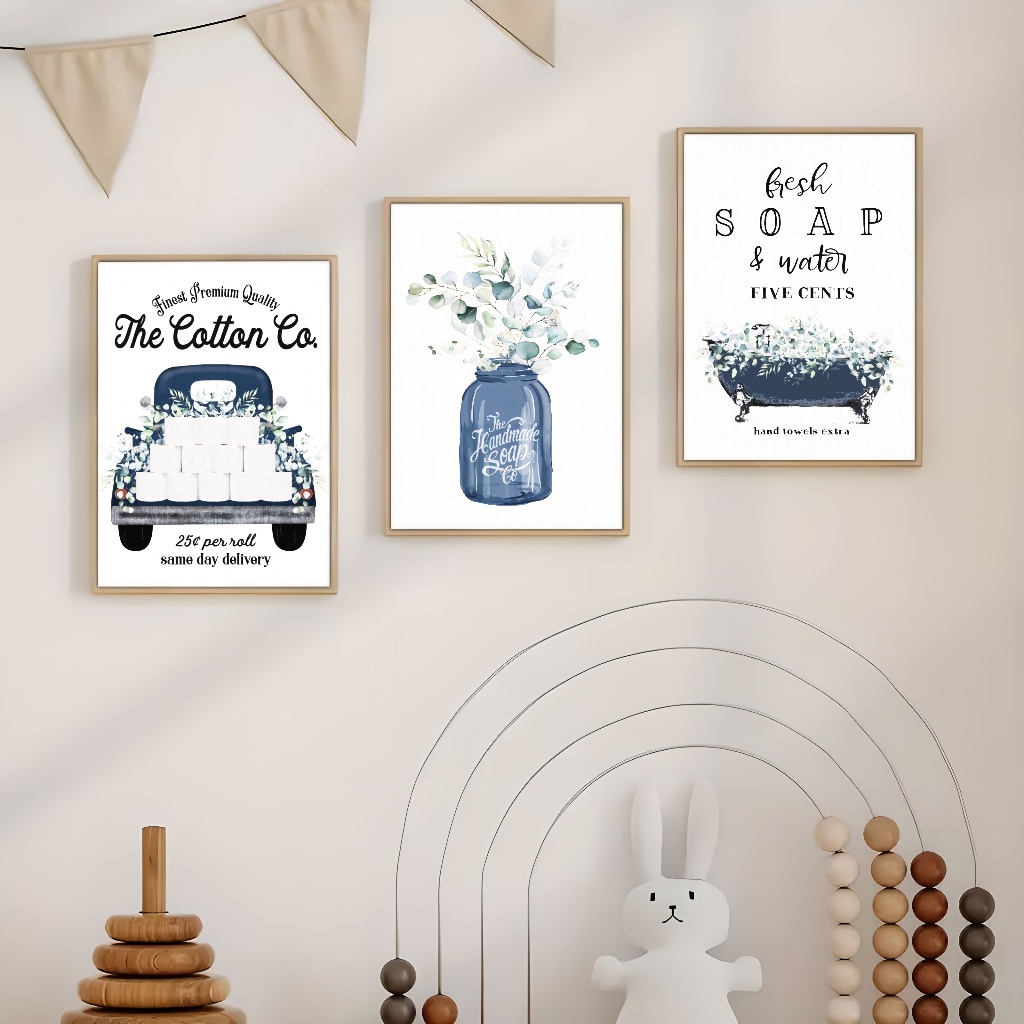 Finest Premium Quality
The Cotton Co.
25¢ per roll
same day delivery
The
Handmade
Soap
Co
fresh
SOAP
& water
FIVE CENTS
hand towels extra